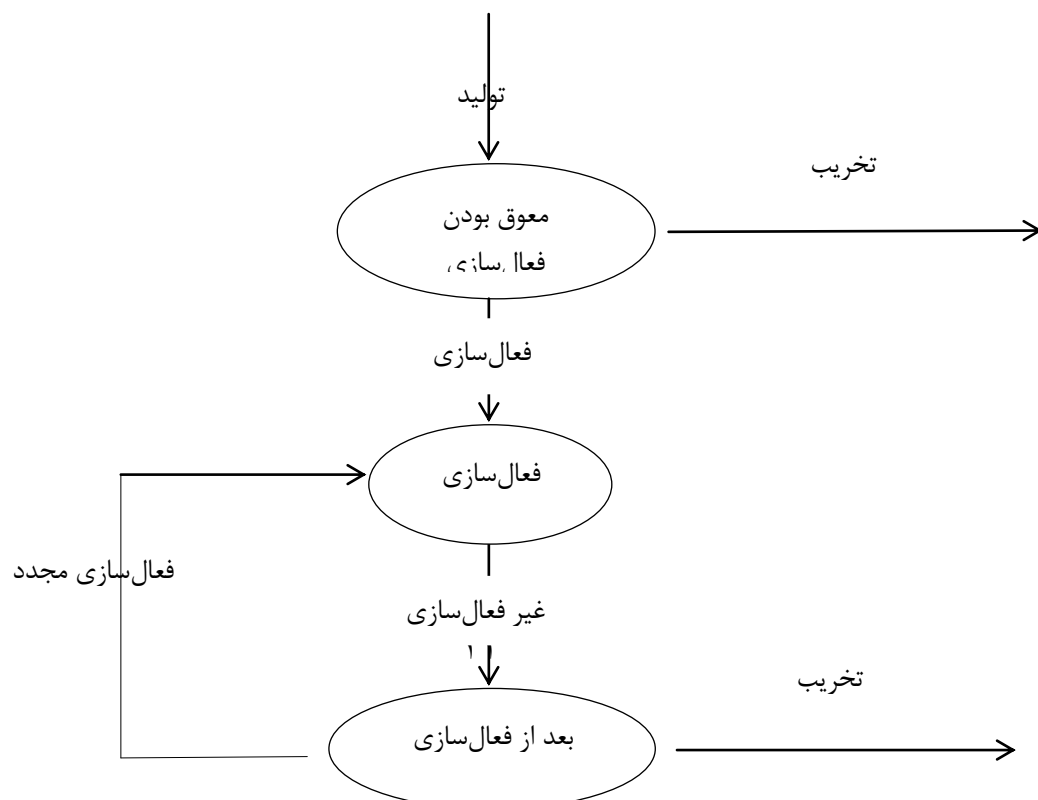 تولید
تخریب
معوق بودن
فعال‌سازی
فعال‌سازی
فعال‌سازی
فعال‌سازی مجدد
غیر فعال‌سازی
تخریب
بعد از فعال‌سازی